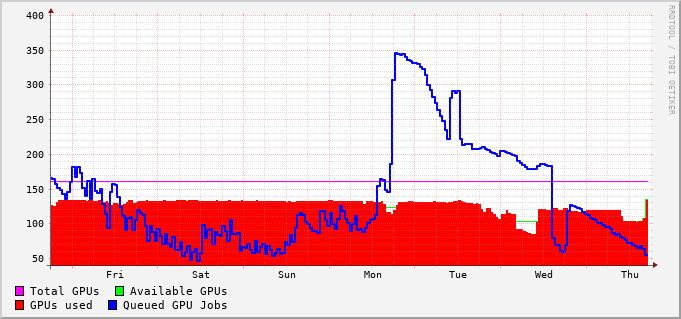 400
350
300
250
200
150
100
50
Fri Sat Sun Mon Tue Wed Thu
Total GPUs Available GPUs
GPUs used Queued GPU Jobs
RRDTOOL / TOBI OETIKER